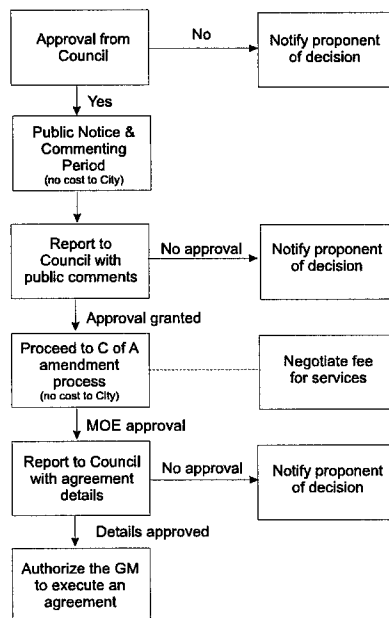 Approval from
Council
No
Notify proponent
of decision
Yes
Public Notice &
Commenting
Period
(no cost to City)
Report to
Council with
public comments
No approval
Notify proponent
of decision
Approval granted
Proceed to C of A
amendment
process
(no cost to City)
Negotiate fee
for services
MOE approval
Report to Council
with agreement
details
No approval
Notify proponent
of decision
Details approved
Authorize the GM
to execute an
agreement